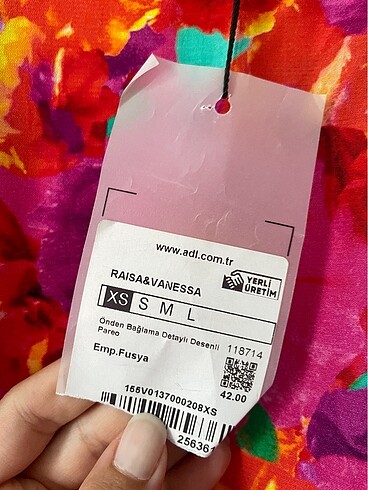 www.adl.com.tr
YERLİ
ÜRETİM
RAISA&VANESSA
XS S M L
Önden Bağlama Detaylı Desenli
Pareo
118714
Emp.Fusya
42.00
155V0137000208XS
256361